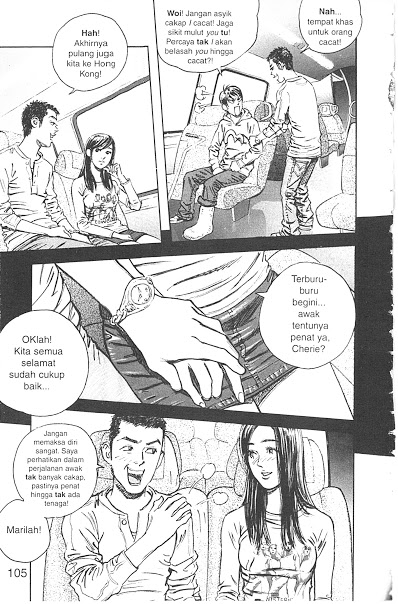 Hah!
Akhirnya
pulang juga
kita ke Hong
Kong!
Woi! Jangan asyik
cakap I cacat! Jaga
sikit mulut you tu!
Percaya tak I akan
belasah you hingga
cacat?!
Nah...
tempat khas
untuk orang
cacat!
Terburu-
buru
begini...
awak
tentunya
penat ya,
Cherie?
OKlah!
Kita semua
selamat
sudah cukup
baik...
Jangan
memaksa diri
sangat. Saya
perhatikan dalam
perjalanan awak
tak banyak cakap,
pastinya penat
hingga tak ada
tenaga!
Marilah!
105